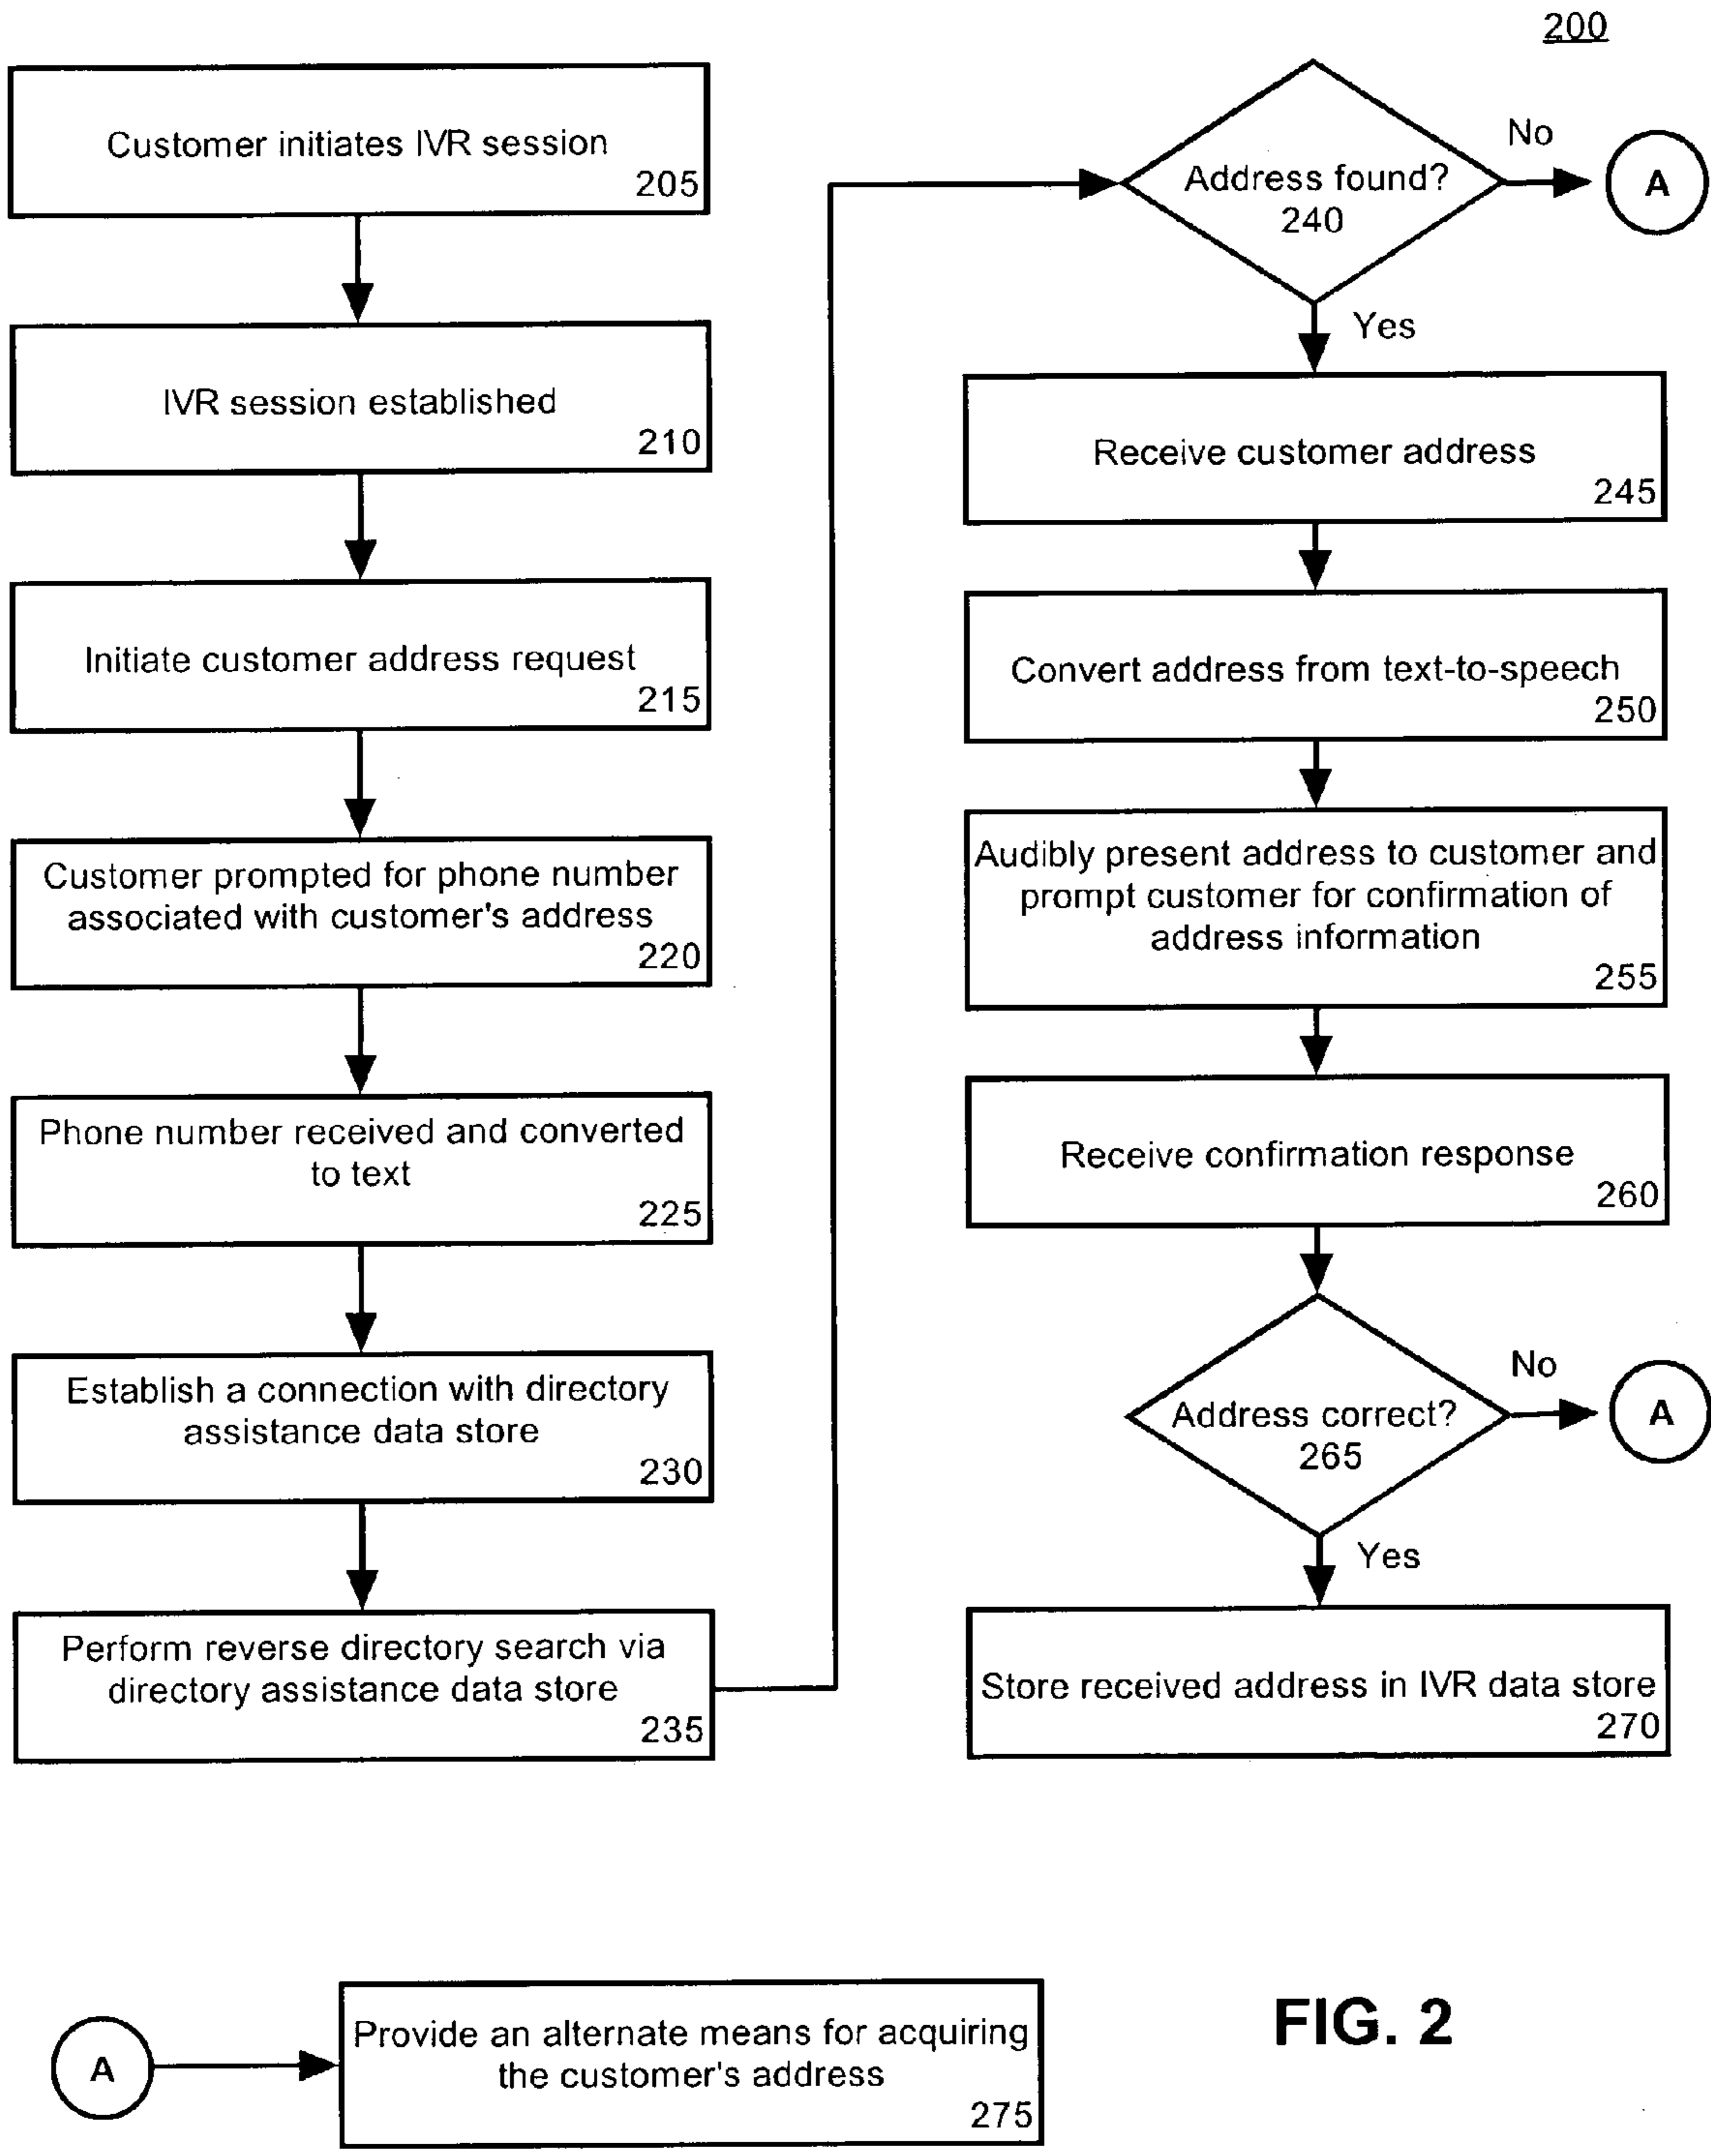 200
Customer initiates IVR session
205
IVR session established
210
Initiate customer address request
215
Customer prompted for phone number
associated with customer's address
220
Phone number received and converted
to text
225
Establish a connection with directory
assistance data store
230
Perform reverse directory search via
directory assistance data store
235
Address found?
240
No
A
Yes
Receive customer address
245
Convert address from text-to-speech
250
Audibly present address to customer and
prompt customer for confirmation of
address information
255
Receive confirmation response
260
Address correct?
265
No
A
Yes
Store received address in IVR data store
270
A
Provide an alternate means for acquiring
the customer's address
275
FIG. 2